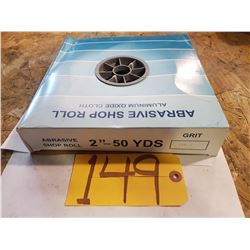 ABRASIVE SHOP ROLL
ALUMINUM OXIDE CLOTH
ABRASIVE
SHOP ROLL
2" 50 YDS
GRIT
149